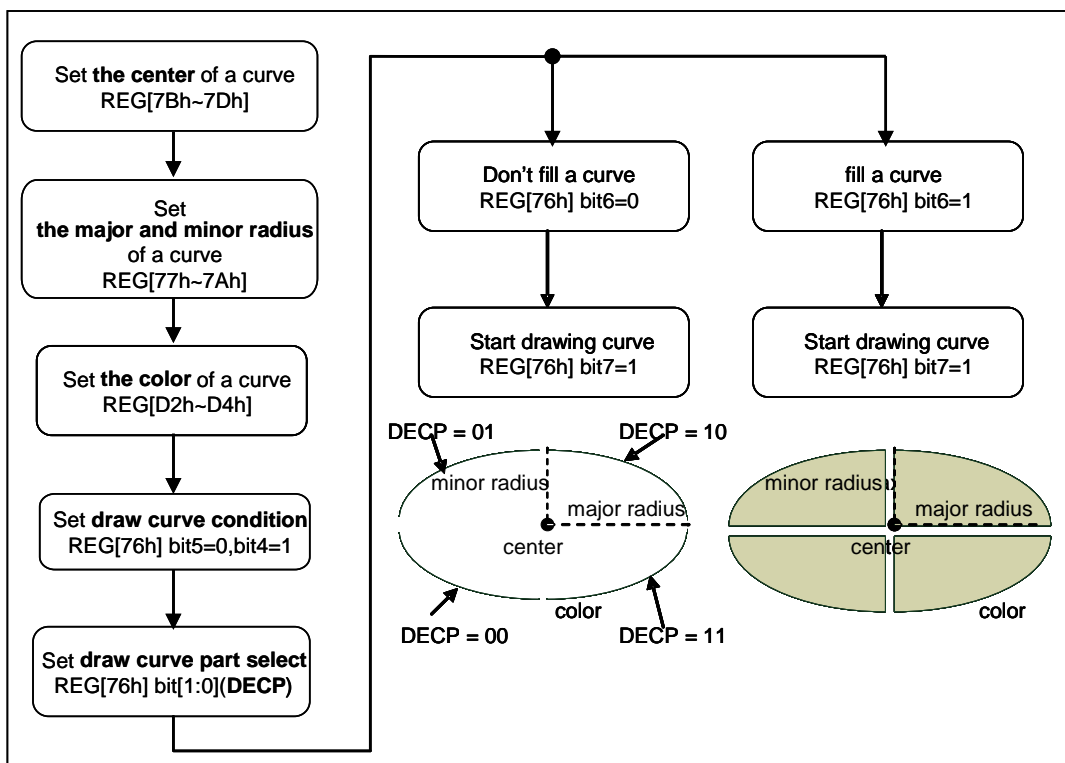 Set the center of a curve
REG[7Bh~7Dh]
Set
the major and minor radius
of a curve
REG[77h~7Ah]
Set the color of a curve
REG[D2h~D4h]
Set draw curve condition
REG[76h] bit5=0,bit4=1
Set draw curve part select
REG[76h] bit[1:0](DECP)
Don't fill a curve
REG[76h] bit6=0
Start drawing curve
REG[76h] bit7=1
fill a curve
REG[76h] bit6=1
Start drawing curve
REG[76h] bit7=1
DECP = 01
DECP = 10
minor radius
major radius
center
color
DECP = 00
DECP = 11
minor radius
major radius
center
color